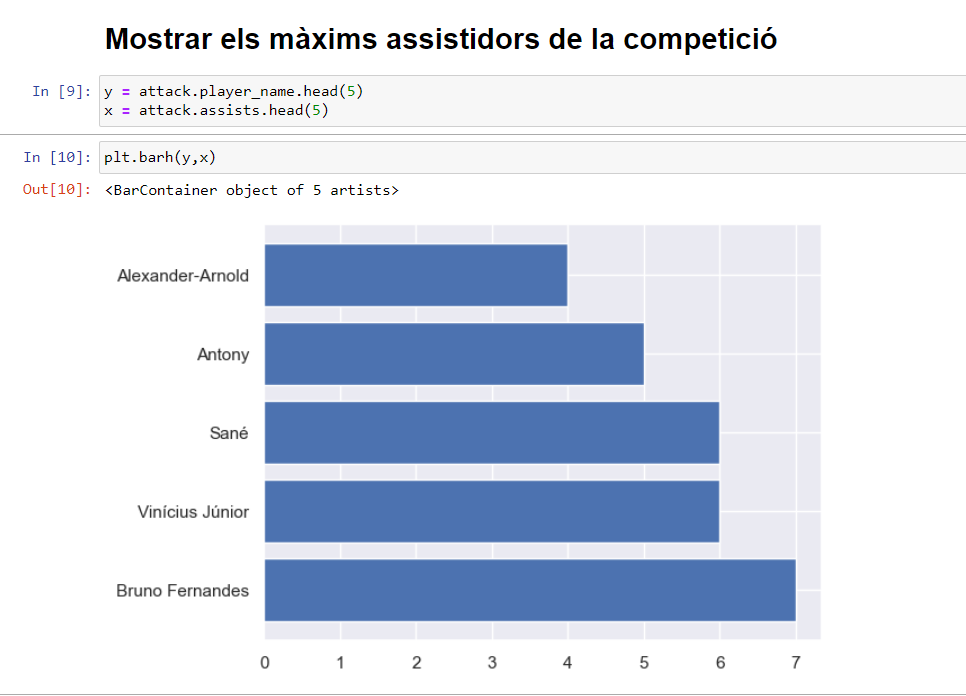 Mostrar els màxims assistidors de la competició
In [9]: y = attack.player_name.head(5)
x = attack.assists.head(5)
In [10]: plt.barh(y,x)
Out[10]: <BarContainer object of 5 artists>
Alexander-Arnold
Antony
Sané
Vinícius Júnior
Bruno Fernandes
0 1 2 3 4 5 6 7